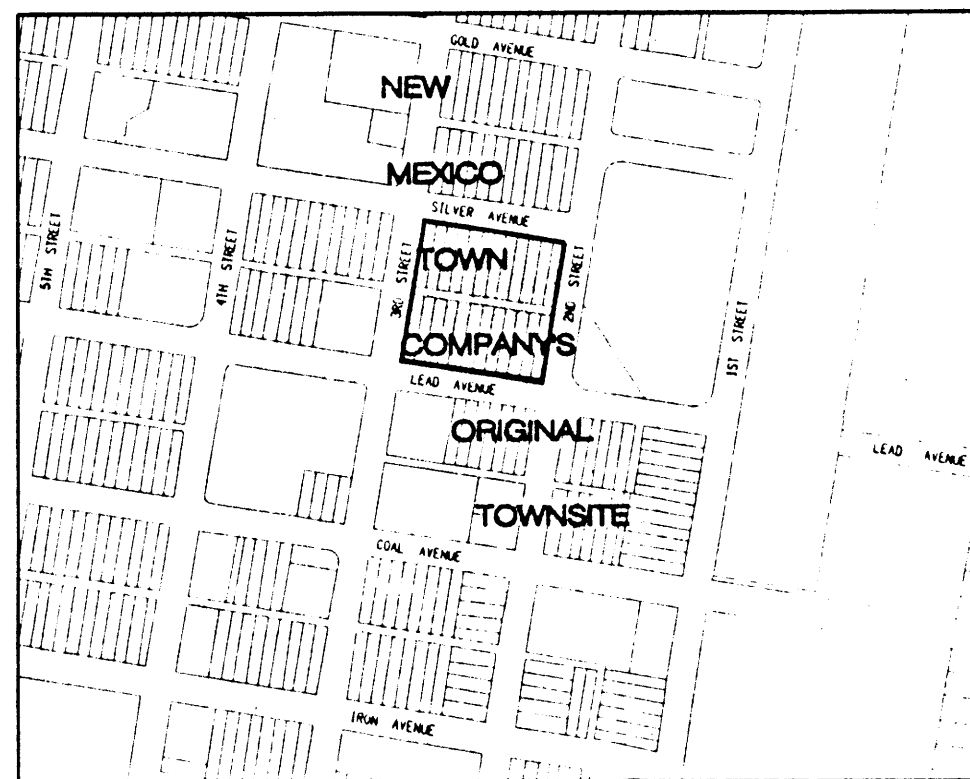 GOLD AVENUE
NEW
MEXICO
SILVER AVENUE
5TH STREET
4TH STREET
3RD STREET
TOWN
2ND STREET
1ST STREET
COMPANY'S
LEAD AVENUE
ORIGINAL
LEAD AVENUE
TOWNSITE
COAL AVENUE
IRON AVENUE